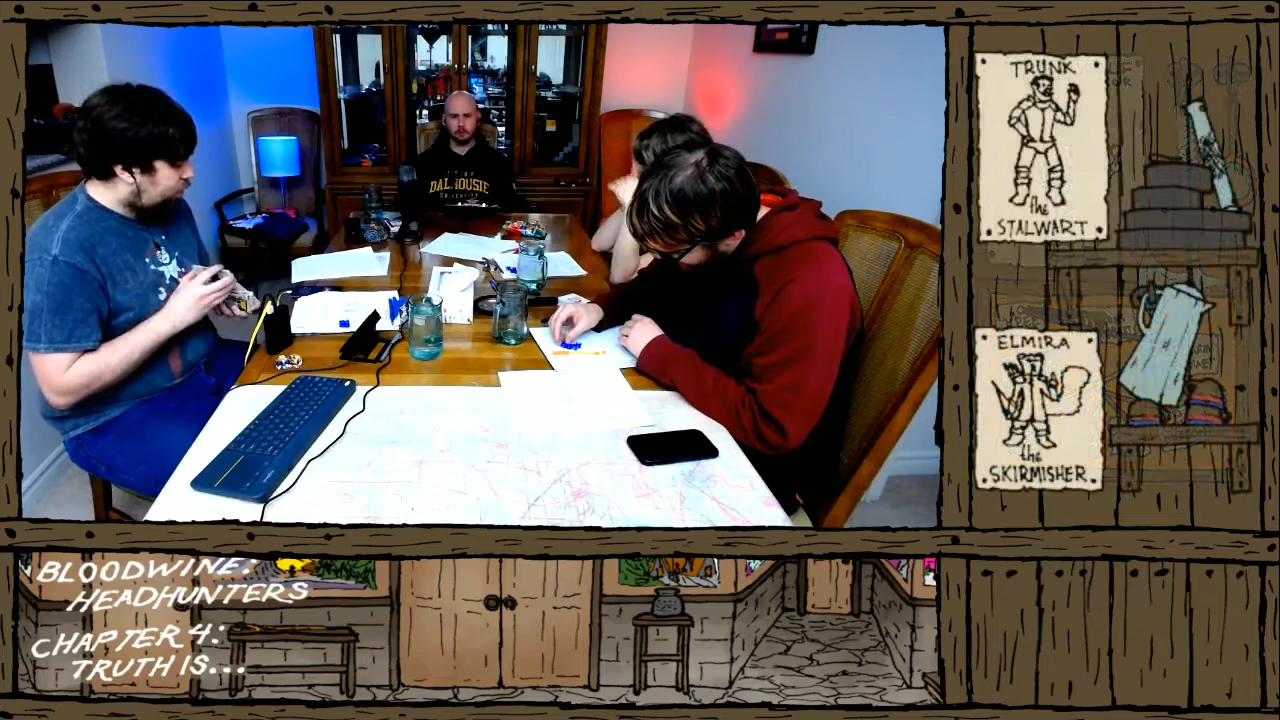 TRUNK
the
STALWART
ELMIRA
the
SKIRMISHER
DALHOUSIE
BLOODWINE:
HEADHUNTERS
CHAPTER 4:
TRUTH IS...